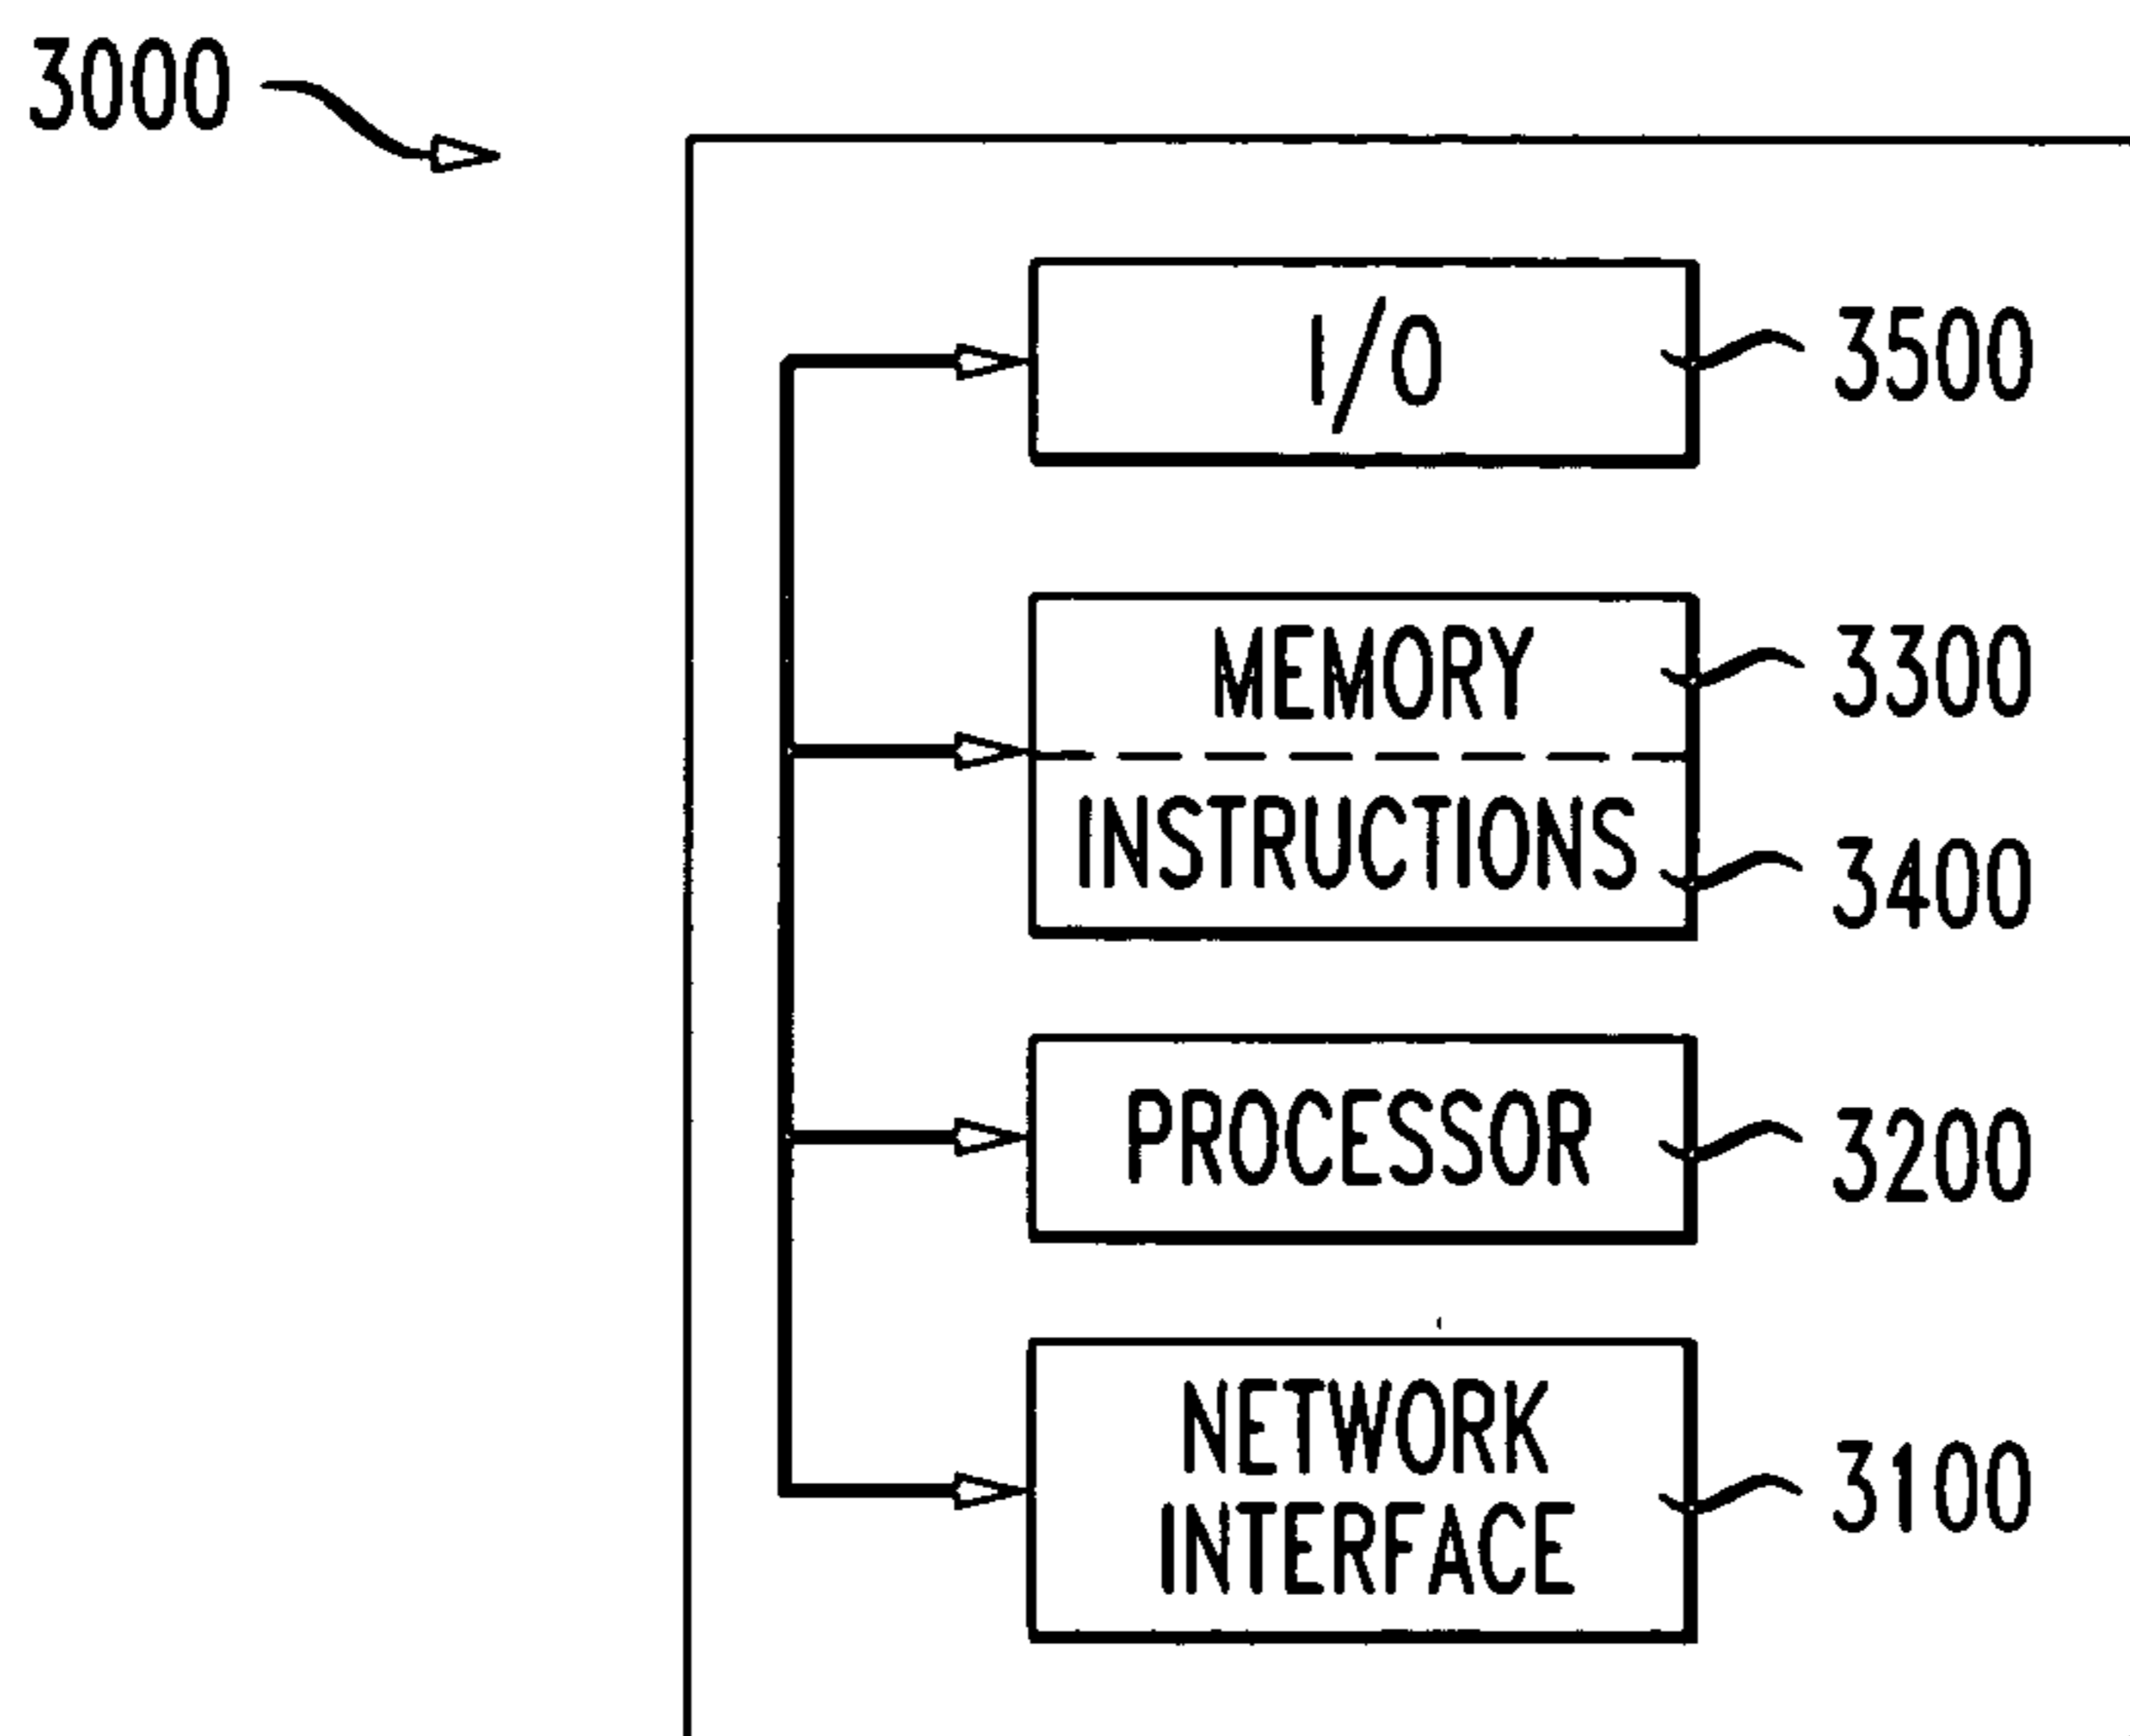 3000
I/O 3500
MEMORY 3300
INSTRUCTIONS 3400
PROCESSOR 3200
NETWORK
INTERFACE 3100